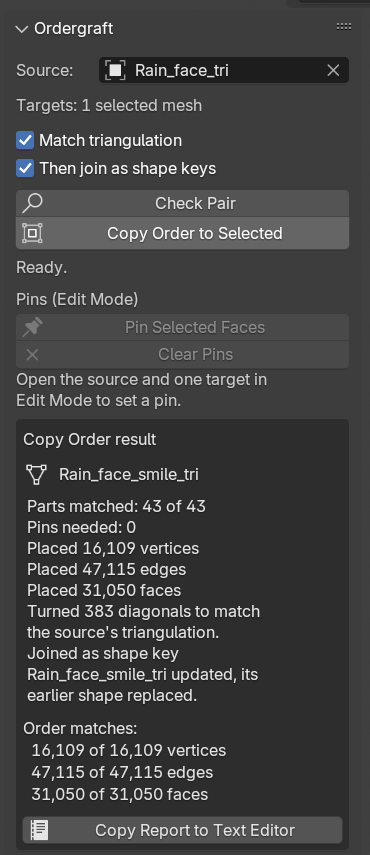 Ordergraft
Source: Rain_face_tri
Targets: 1 selected mesh
Match triangulation
Then join as shape keys
Check Pair
Copy Order to Selected
Ready.
Pins (Edit Mode)
Pin Selected Faces
Clear Pins
Open the source and one target in
Edit Mode to set a pin.
Copy Order result
Rain_face_smile_tri
Parts matched: 43 of 43
Pins needed: 0
Placed 16,109 vertices
Placed 47,115 edges
Placed 31,050 faces
Turned 383 diagonals to match
the source's triangulation.
Joined as shape key
Rain_face_smile_tri updated, its
earlier shape replaced.
Order matches:
16,109 of 16,109 vertices
47,115 of 47,115 edges
31,050 of 31,050 faces
Copy Report to Text Editor